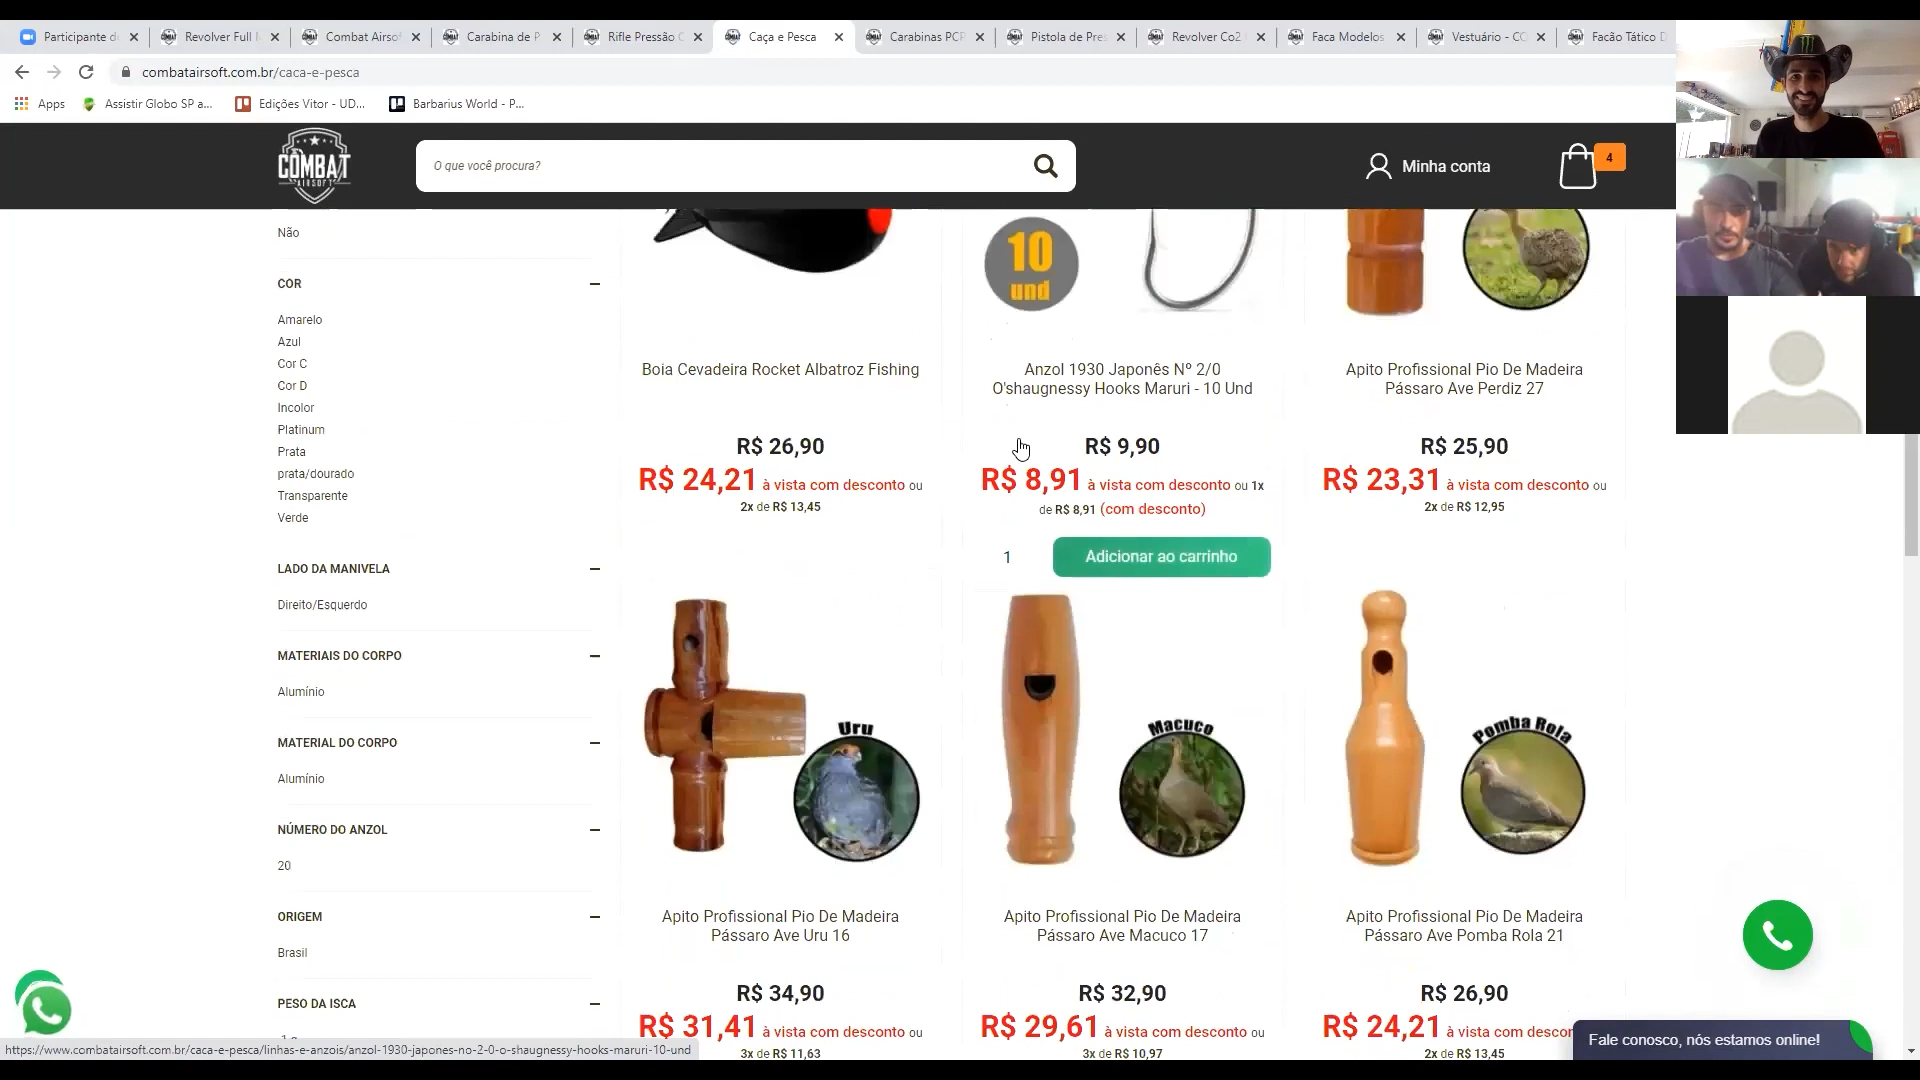 Participante d
Revolver Full
Combat Airsof
Carabina de P
Rifle Pressão C
Caça e Pesca
Carabinas PCP
Pistola de Pres
Revolver Co2
Faca Modelos
Vestuário - CO
Facão Tático D
combatairsoft.com.br/caca-e-pesca
Apps
Assistir Globo SP a...
Edições Vitor - UD...
Barbarius World - P...
COMBAT
AIRSOFT
O que você procura?
Minha conta
4
Não
COR
Amarelo
Azul
Cor C
Cor D
Incolor
Platinum
Prata
prata/dourado
Transparente
Verde
LADO DA MANIVELA
Direito/Esquerdo
MATERIAIS DO CORPO
Alumínio
MATERIAL DO CORPO
Alumínio
NÚMERO DO ANZOL
20
ORIGEM
Brasil
PESO DA ISCA
Boia Cevadeira Rocket Albatroz Fishing
R$ 26,90
R$ 24,21 à vista com desconto ou
2x de R$ 13,45
10
und
Anzol 1930 Japonês Nº 2/0
O'shaugnessy Hooks Maruri - 10 Und
R$ 9,90
R$ 8,91 à vista com desconto ou 1x
de R$ 8,91 (com desconto)
1
Adicionar ao carrinho
Apito Profissional Pio De Madeira
Pássaro Ave Perdiz 27
R$ 25,90
R$ 23,31 à vista com desconto ou
2x de R$ 12,95
Uru
Apito Profissional Pio De Madeira
Pássaro Ave Uru 16
R$ 34,90
R$ 31,41 à vista com desconto ou
3x de R$ 11,63
Macuco
Apito Profissional Pio De Madeira
Pássaro Ave Macuco 17
R$ 32,90
R$ 29,61 à vista com desconto ou
3x de R$ 10,97
Pomba Rola
Apito Profissional Pio De Madeira
Pássaro Ave Pomba Rola 21
R$ 26,90
R$ 24,21 à vista com descor
2x de R$ 13,45
Fale conosco, nós estamos online!
https://www.combatairsoft.com.br/caca-e-pesca/linhas-e-anzois/anzol-1930-japones-no-2-0-o-shaugnessy-hooks-maruri-10-und